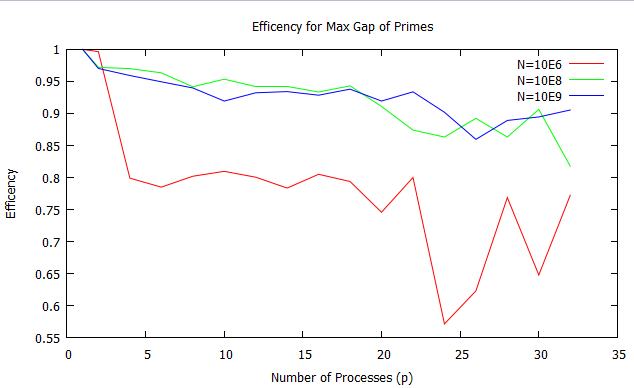 Efficency for Max Gap of Primes
N=10E6
N=10E8
N=10E9
1
0.95
0.9
0.85
0.8
0.75
0.7
0.65
0.6
0.55
Efficency
0 5 10 15 20 25 30 35
Number of Processes (p)